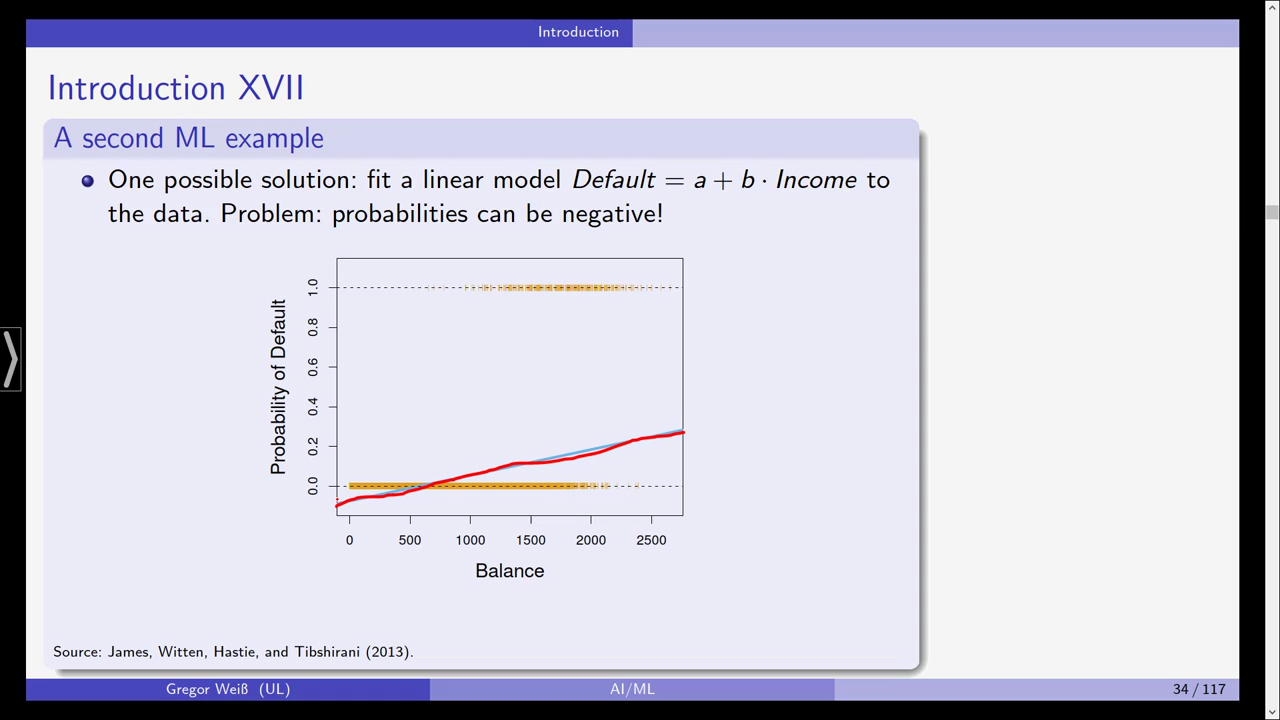 Introduction
Introduction XVII
A second ML example
One possible solution: fit a linear model Default = a + b · Income to
the data. Problem: probabilities can be negative!
Probability of Default
1.0
0.8
0.6
0.4
0.2
0.0
0 500 1000 1500 2000 2500
Balance
Source: James, Witten, Hastie, and Tibshirani (2013).
Gregor Weiß (UL) AI/ML 34 / 117